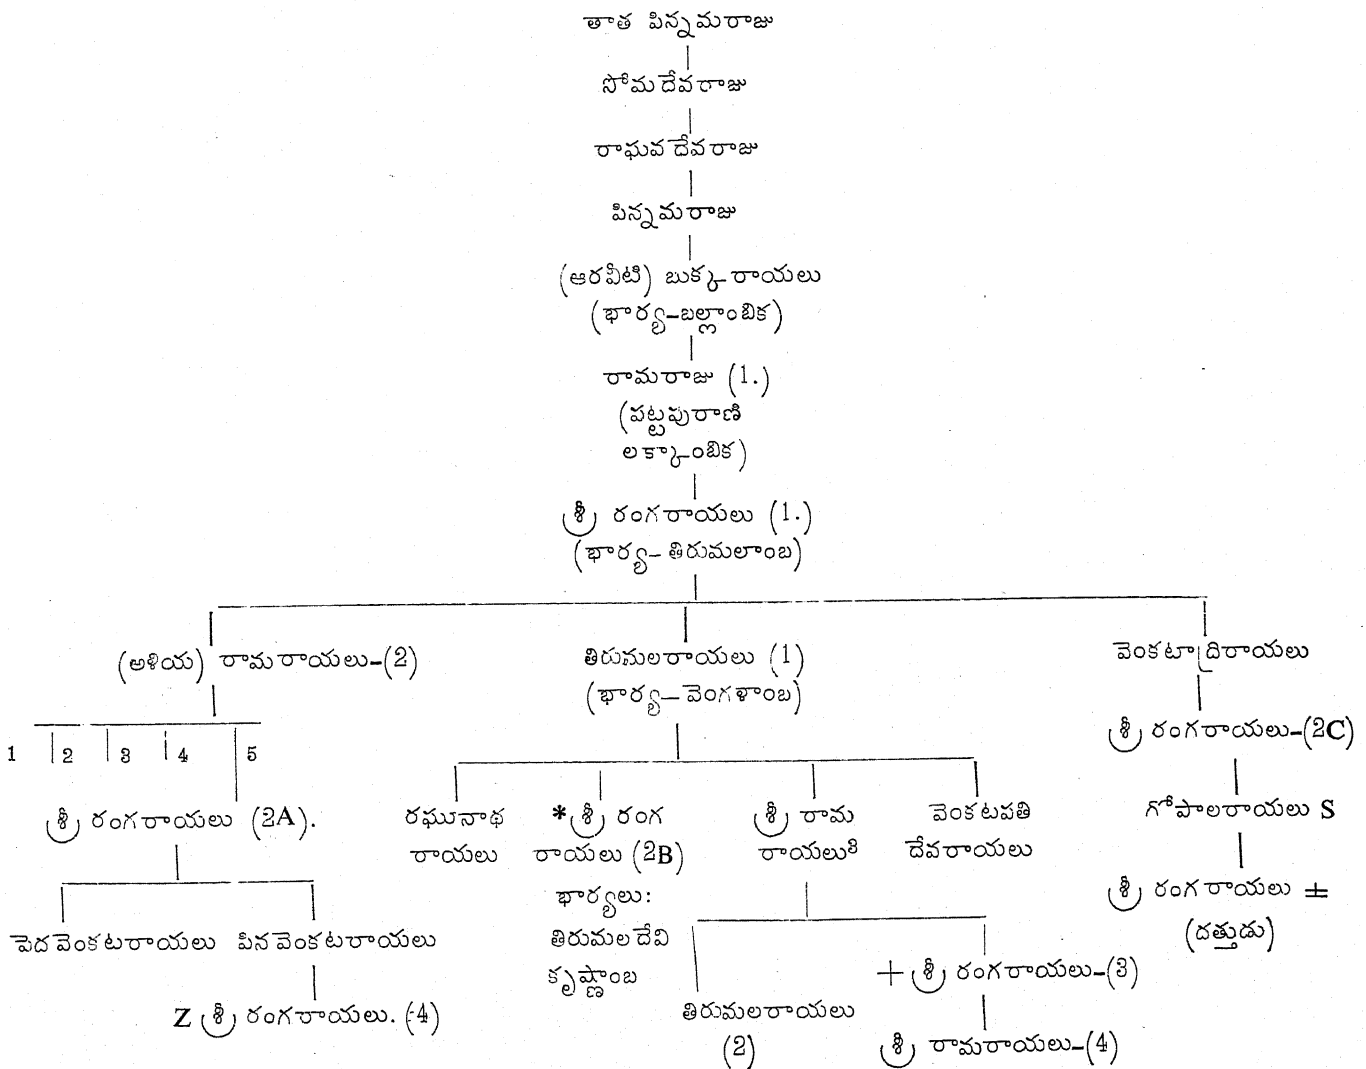 తాత పిన్నమరాజు
సోమదేవరాజు
రాఘవదేవరాజు
పిన్నమరాజు
(ఆరవీటి) బుక్క-రాయలు
(భార్య-బల్లాంబిక)
రామరాజు (1.)
(పట్టపురాణి
లక్కాంబిక)
శ్రీ రంగరాయలు (1.)
(భార్య-తిరుమలాంబ)
(అళియ) రామరాయలు-(2)
తిరుమలరాయలు (1)
(భార్య-వెంగళాంబ)
వెంకటాద్రిరాయలు
శ్రీ రంగరాయలు-(2C)
1 2 3 4 5
శ్రీ రంగరాయలు (2A).
రఘునాథ
రాయలు
*శ్రీ రంగ
రాయలు (2B)
భార్యలు:
తిరుమలదేవి
కృష్ణాంబ
శ్రీ రామ
రాయలు³
వెంకటపతి
దేవరాయలు
గోపాలరాయలు S
శ్రీ రంగరాయలు ±
(దత్తుడు)
పెదవెంకటరాయలు పినవెంకటరాయలు
Z శ్రీ రంగరాయలు. (4)
తిరుమలరాయలు
(2)
+ శ్రీ రంగరాయలు-(3)
శ్రీ రామరాయలు-(4)